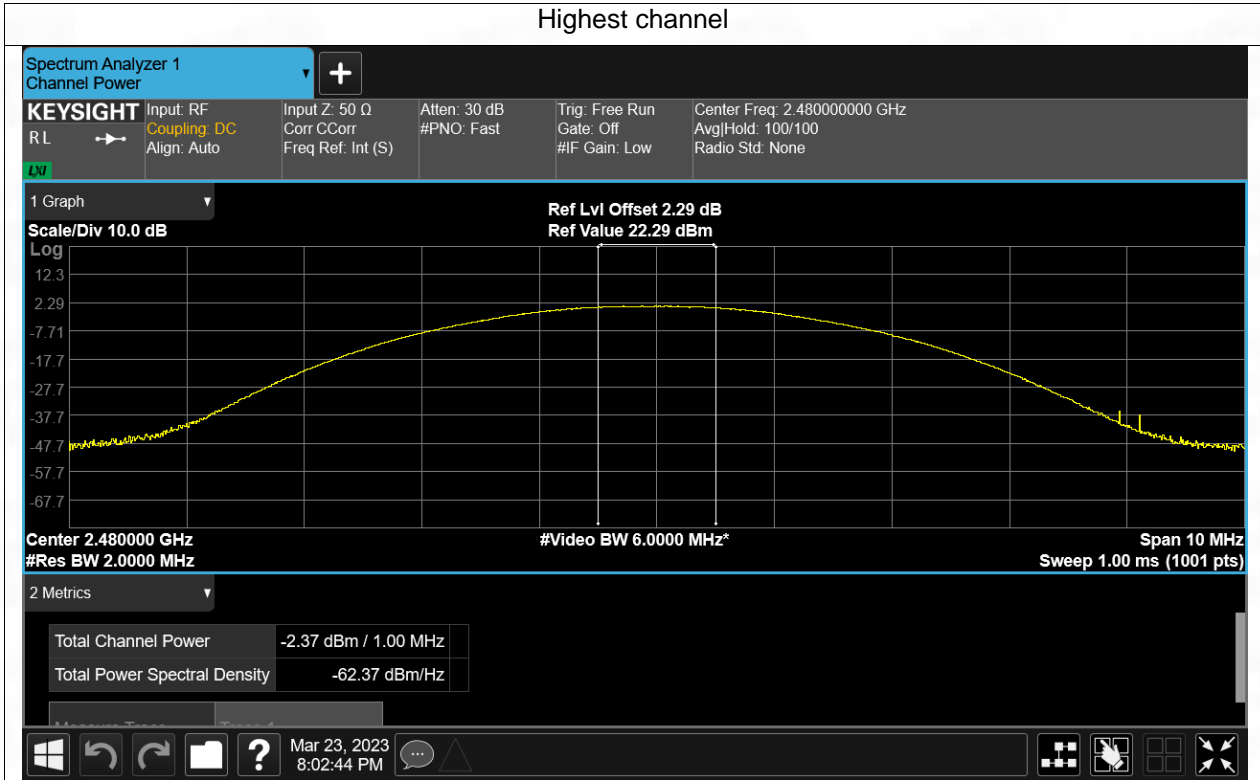 Highest channel
Spectrum Analyzer 1
Channel Power
KEYSIGHT
R L
LXI
Input: RF
Coupling: DC
Align: Auto
Input Z: 50 Ω
Corr CCorr
Freq Ref: Int (S)
Atten: 30 dB
#PNO: Fast
Trig: Free Run
Gate: Off
#IF Gain: Low
Center Freq: 2.480000000 GHz
Avg|Hold: 100/100
Radio Std: None
1 Graph
Ref Lvl Offset 2.29 dB
Scale/Div 10.0 dB
Ref Value 22.29 dBm
Log
12.3
2.29
-7.71
-17.7
-27.7
-37.7
-47.7
-57.7
-67.7
Center 2.480000 GHz
#Video BW 6.0000 MHz*
Span 10 MHz
#Res BW 2.0000 MHz
Sweep 1.00 ms (1001 pts)
2 Metrics
Total Channel Power -2.37 dBm / 1.00 MHz
Total Power Spectral Density -62.37 dBm/Hz
Measure Trace Trace 1
?
Mar 23, 2023
8:02:44 PM